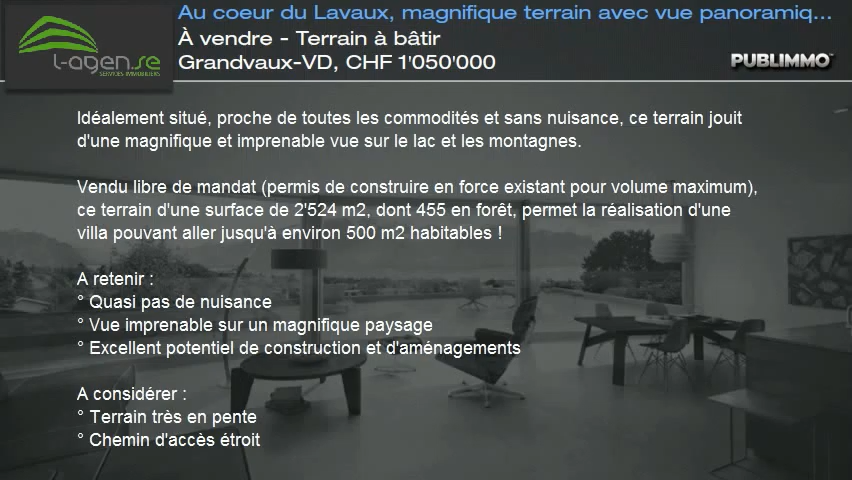 Au coeur du Lavaux, magnifique terrain avec vue panoramiq...
À vendre - Terrain à bâtir
Grandvaux-VD, CHF 1'050'000
l-agen.se
SERVICES IMMOBILIERS
PUBLIMMO™
Idéalement situé, proche de toutes les commodités et sans nuisance, ce terrain jouit
d'une magnifique et imprenable vue sur le lac et les montagnes.
Vendu libre de mandat (permis de construire en force existant pour volume maximum),
ce terrain d'une surface de 2'524 m2, dont 455 en forêt, permet la réalisation d'une
villa pouvant aller jusqu'à environ 500 m2 habitables !
A retenir :
° Quasi pas de nuisance
° Vue imprenable sur un magnifique paysage
° Excellent potentiel de construction et d'aménagements
A considérer :
° Terrain très en pente
° Chemin d'accès étroit